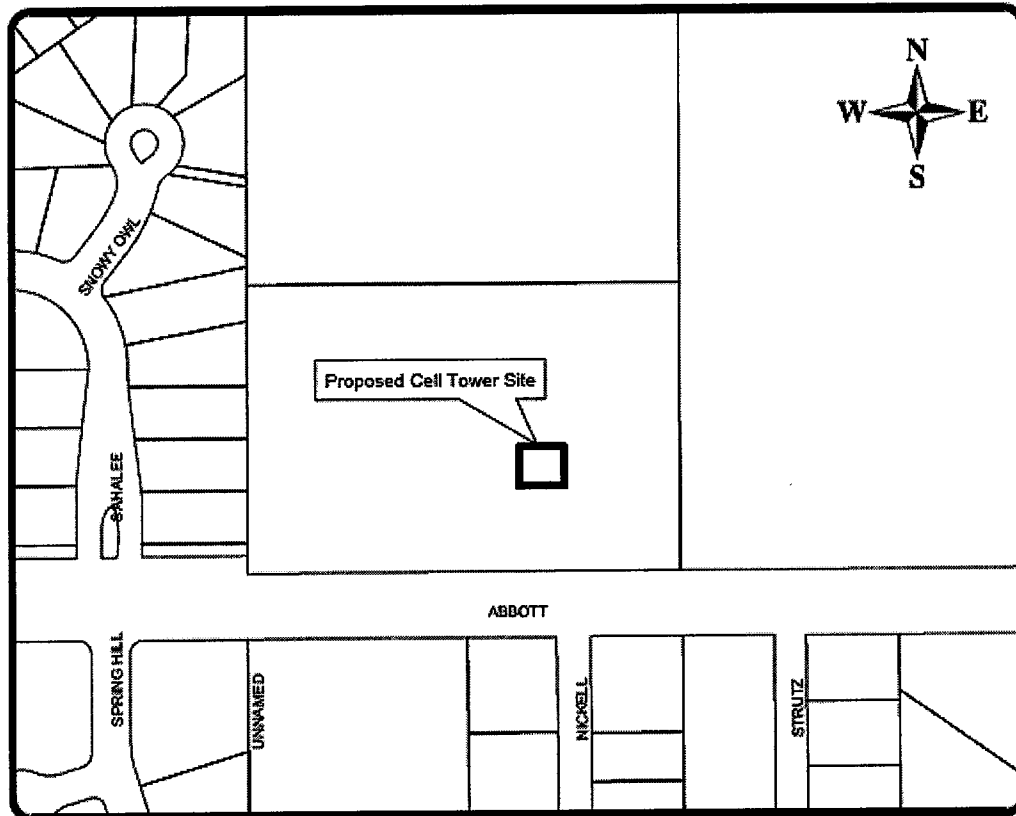 N
W E
S
SNOWY OWL
Proposed Cell Tower Site
SAHALEE
ABBOTT
SPRING HILL
UNNAMED
NICKELL
STRUTZ